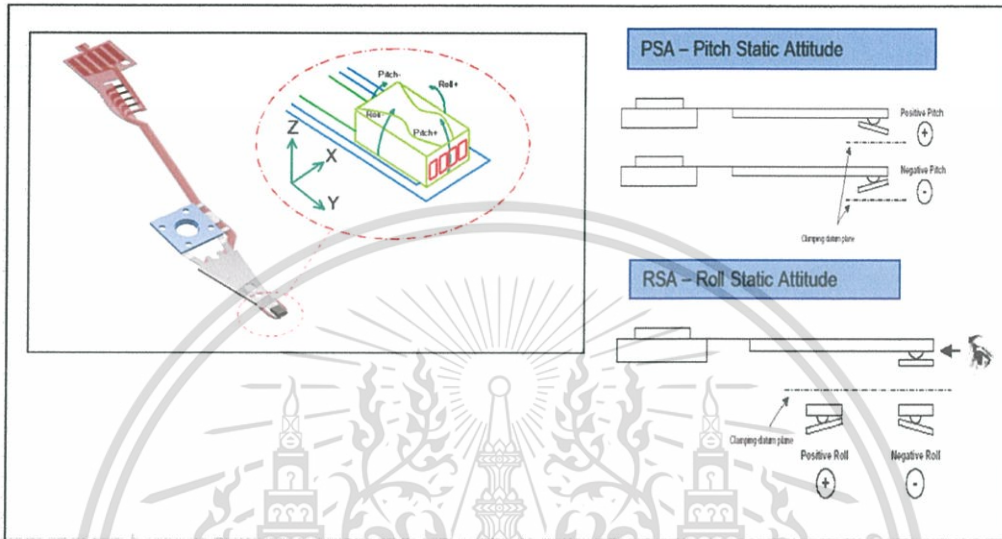 PSA – Pitch Static Attitude
Pitch-
Roll+
Roll-
Pitch+
Z
X
Y
Positive Pitch
+
Negative Pitch
-
Clamping datum plane
RSA – Roll Static Attitude
Clamping datum plane
Positive Roll
Negative Roll
+
-